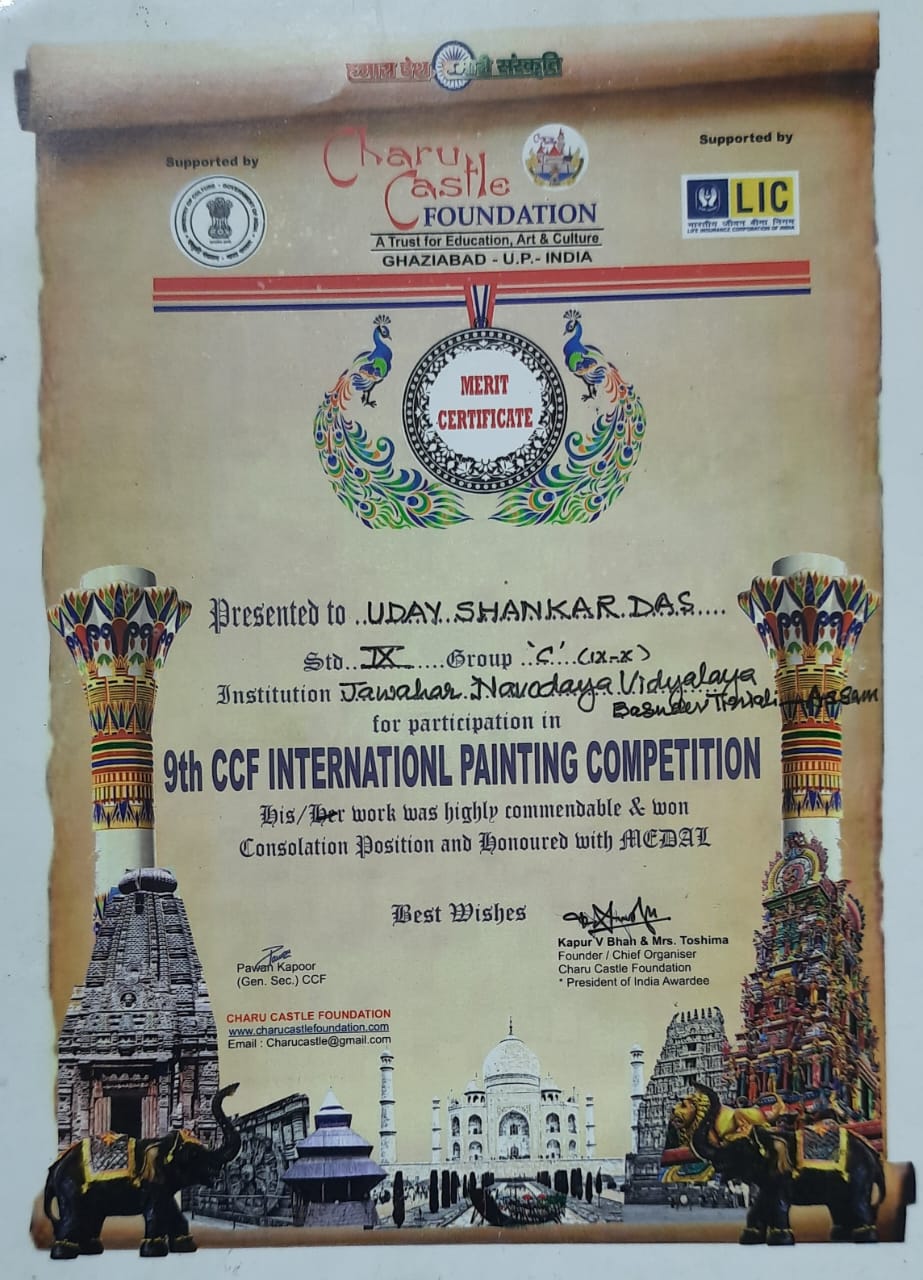 हमारा देश हमारी संस्कृति
Supported by
Supported by
Charu
Castle
FOUNDATION
A Trust for Education, Art & Culture
GHAZIABAD - U.P.- INDIA
LIC
भारतीय जीवन बीमा निगम
LIFE INSURANCE CORPORATION OF INDIA
MERIT
CERTIFICATE
Presented to ..UDAY..SHANKAR.DAS....
Std...IX.....Group ..'C'...(IX-X)
Institution Jawahar Navodaya Vidyalaya
Assam
for participation in
9th CCF INTERNATIONL PAINTING COMPETITION
His/Her work was highly commendable & won
Consolation Position and Honoured with MEDAL
Best Wishes
Pawan Kapoor
(Gen. Sec.) CCF
Kapur V Bhan & Mrs. Toshima
Founder / Chief Organiser
Charu Castle Foundation
* President of India Awardee
CHARU CASTLE FOUNDATION
www.charucastlefoundation.com
Email : Charucastle@gmail.com